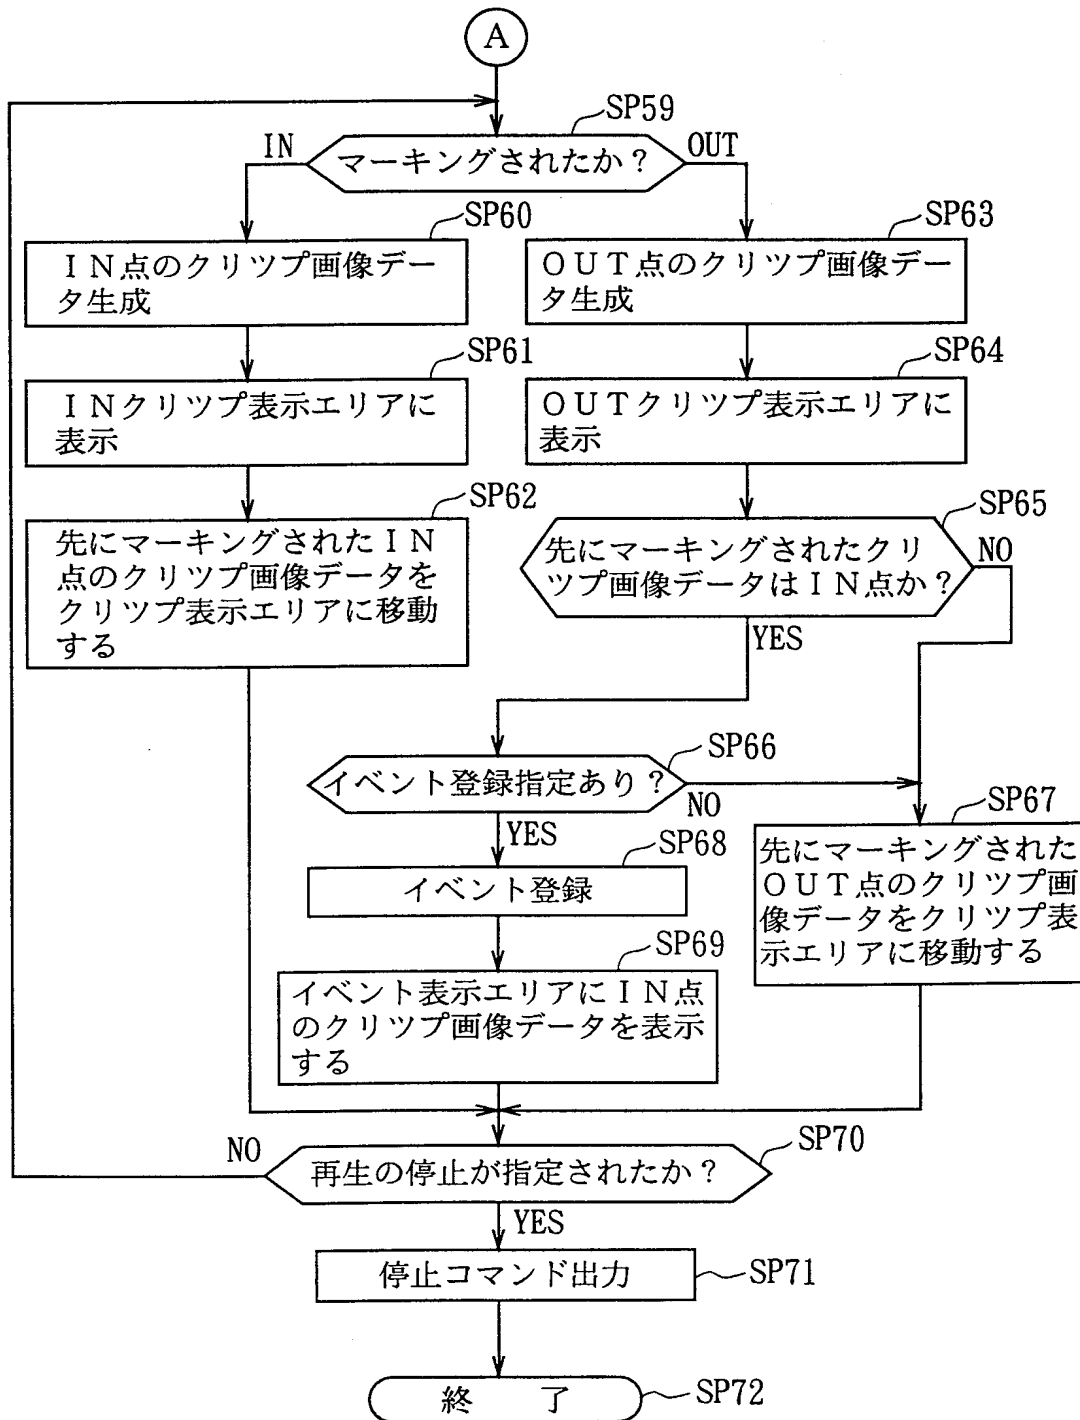 A
SP59
IN
マーキングされたか?
OUT
SP60
IN点のクリツプ画像デー
タ生成
SP63
OUT点のクリツプ画像デー
タ生成
SP61
INクリツプ表示エリアに
表示
SP64
OUTクリツプ表示エリアに
表示
SP62
先にマーキングされたIN
点のクリツプ画像データを
クリツプ表示エリアに移動
する
SP65
先にマーキングされたクリ
ツプ画像データはIN点か?
NO
YES
SP66
イベント登録指定あり?
NO
YES
SP67
先にマーキングされた
OUT点のクリツプ画
像データをクリツプ表
示エリアに移動する
SP68
イベント登録
SP69
イベント表示エリアにIN点
のクリツプ画像データを表示
する
SP70
NO
再生の停止が指定されたか?
YES
停止コマンド出力
SP71
終 了
SP72